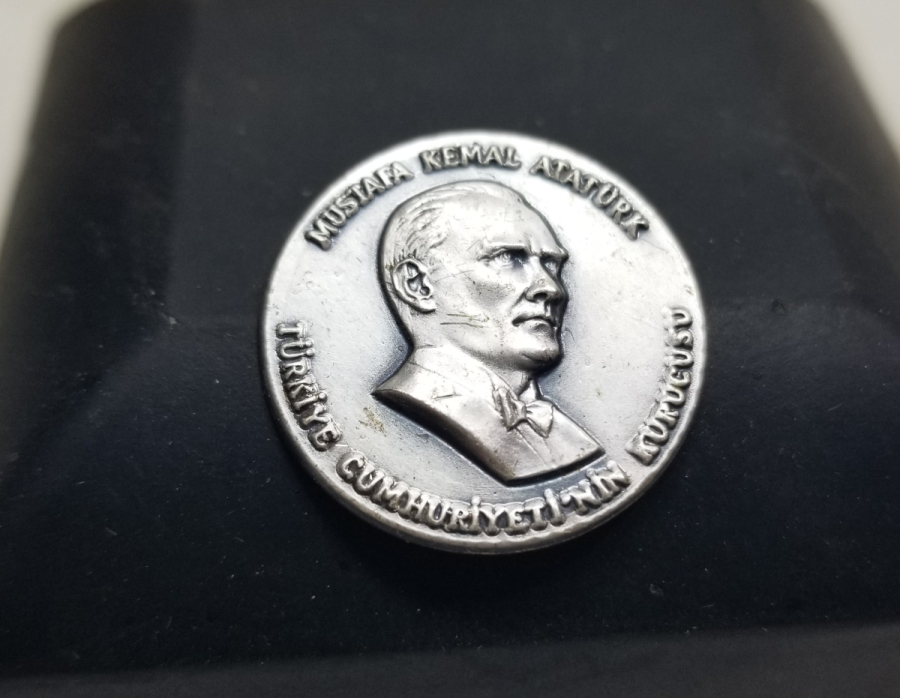 MUSTAFA KEMAL ATATÜRK
TÜRKİYE CUMHURİYETİ'NİN KURUCUSU